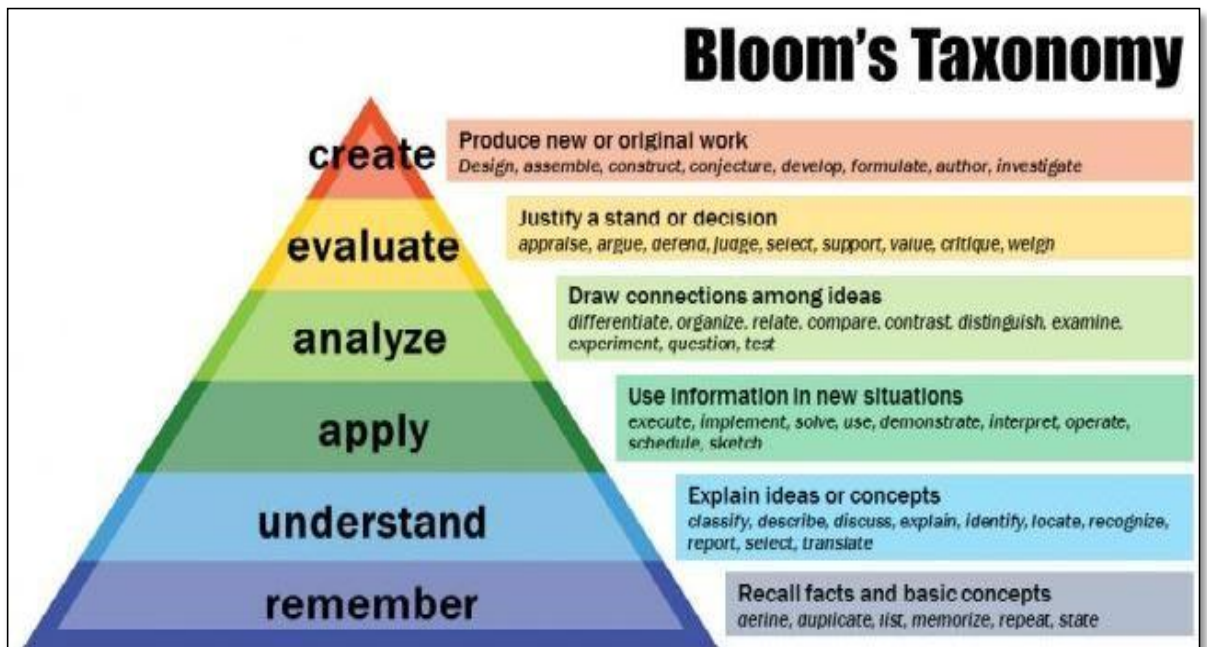 Bloom's Taxonomy
create
Produce new or original work
Design, assemble, construct, conjecture, develop, formulate, author, investigate
evaluate
Justify a stand or decision
appraise, argue, defend, judge, select, support, value, critique, weigh
analyze
Draw connections among ideas
differentiate, organize, relate, compare, contrast, distinguish, examine,
experiment, question, test
apply
Use information in new situations
execute, implement, solve, use, demonstrate, interpret, operate,
schedule, sketch
understand
Explain ideas or concepts
classify, describe, discuss, explain, identify, locate, recognize,
report, select, translate
remember
Recall facts and basic concepts
define, duplicate, list, memorize, repeat, state